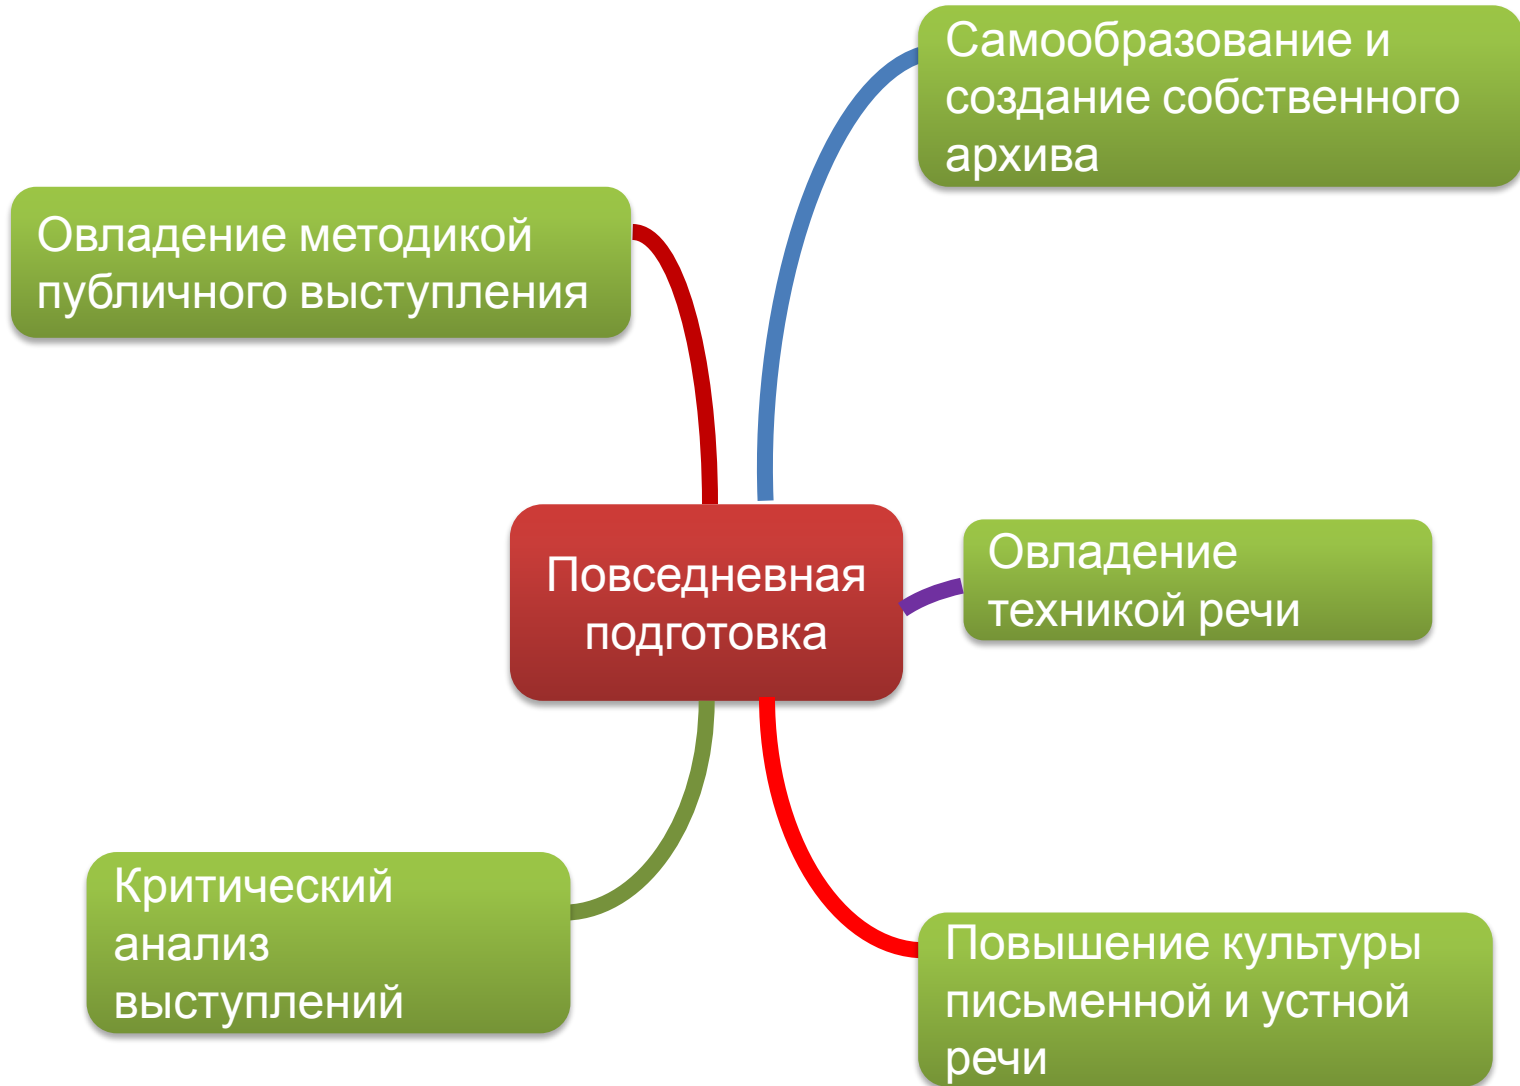 Самообразование и
создание собственного
архива
Овладение методикой
публичного выступления
Повседневная
подготовка
Овладение
техникой речи
Критический
анализ
выступлений
Повышение культуры
письменной и устной
речи